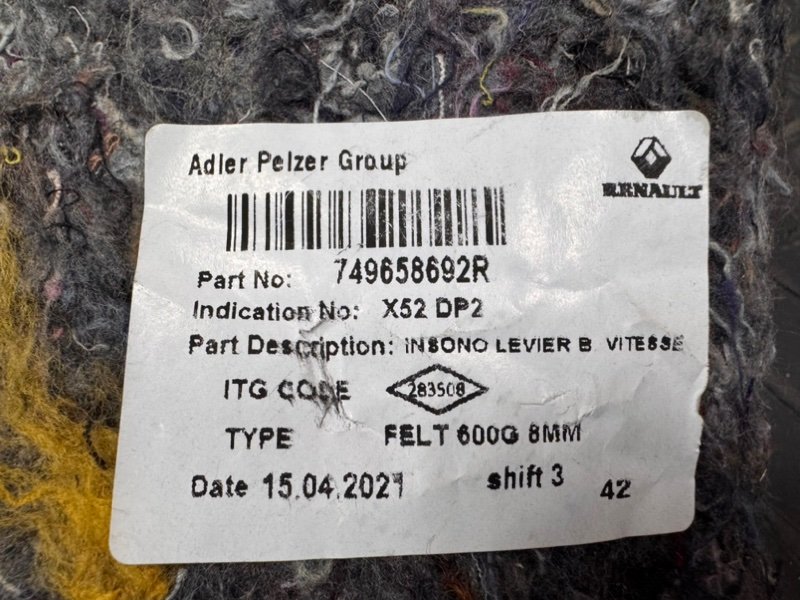 Adler Pelzer Group
RENAULT
Part No: 749658692R
Indication No: X52 DP2
Part Description: INSONO LEVIER B. VITESSE
ITG CODE 283508
TYPE FELT 600G 8MM
Date 15.04.2021 shift 3 42